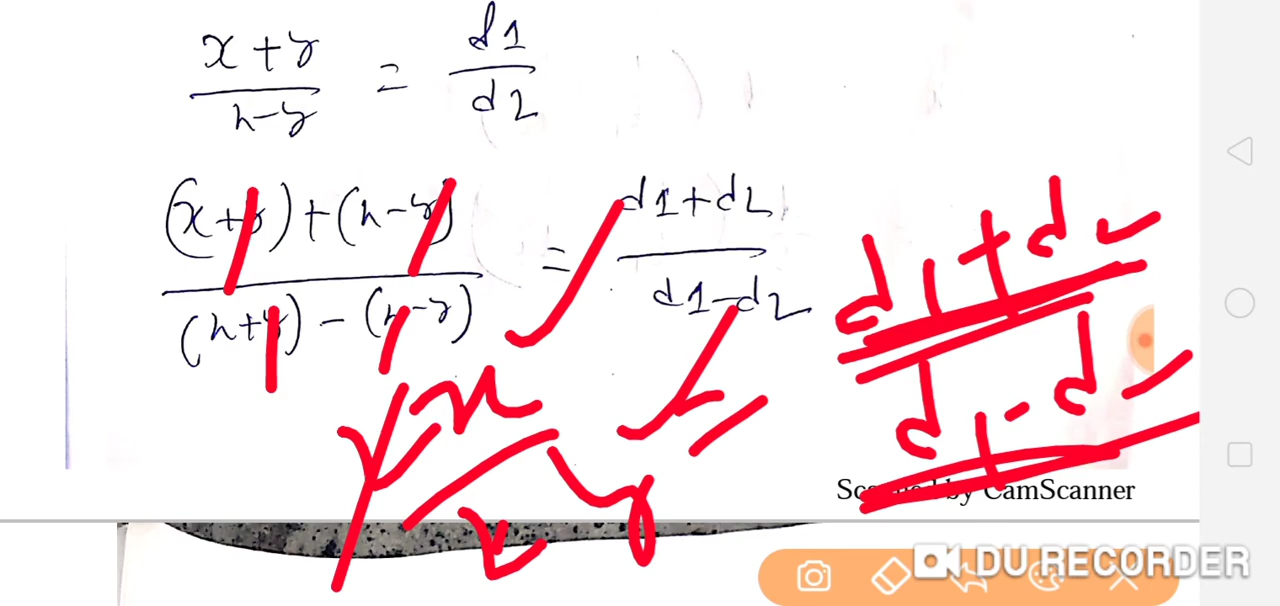 x + y / x - y = d1 / d2
(x + y) + (x - y) / (x + y) - (x - y) = d1 + d2 / d1 - d2
d1 + d2
d1 - d2
2x
2y
Scanned by CamScanner
DU RECORDER